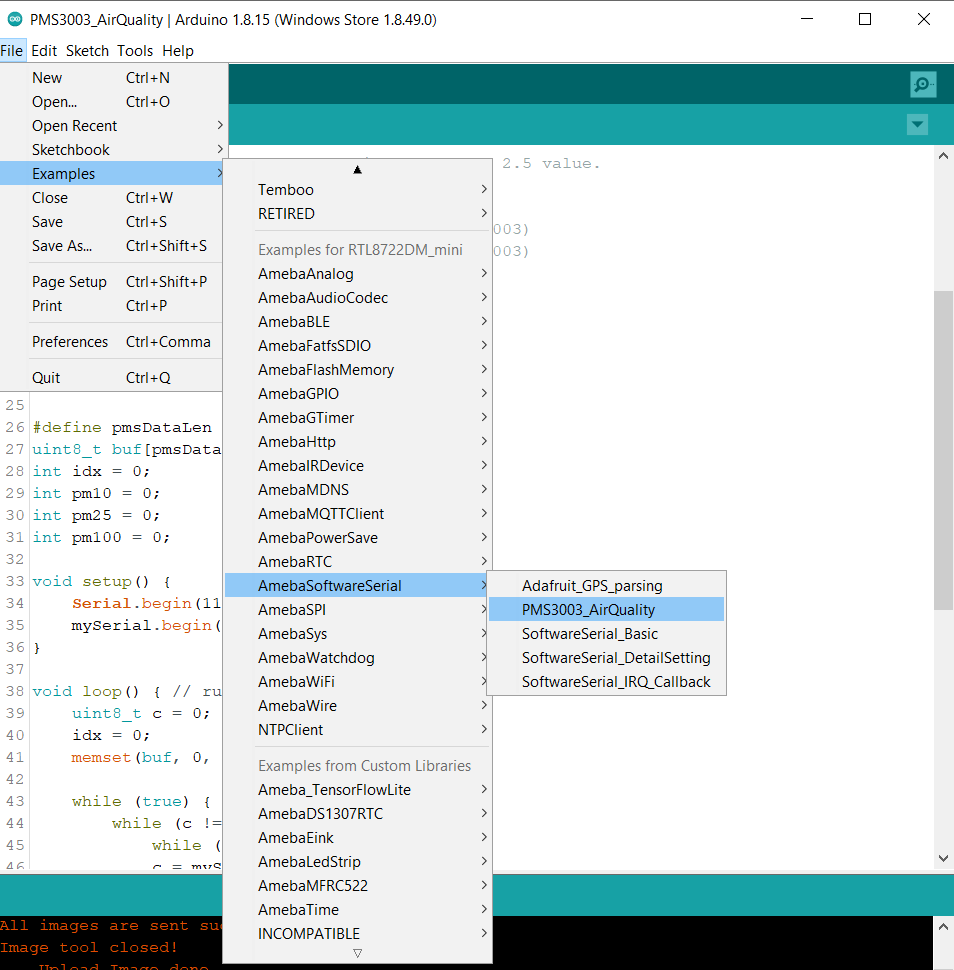 PMS3003_AirQuality | Arduino 1.8.15 (Windows Store 1.8.49.0)
File Edit Sketch Tools Help
New Ctrl+N
Open... Ctrl+O
Open Recent
Sketchbook
Examples
Close Ctrl+W
Save Ctrl+S
Save As... Ctrl+Shift+S
Page Setup Ctrl+Shift+P
Print Ctrl+P
Preferences Ctrl+Comma
Quit Ctrl+Q
Temboo
RETIRED
Examples for RTL8722DM_mini
AmebaAnalog
AmebaAudioCodec
AmebaBLE
AmebaFatfsSDIO
AmebaFlashMemory
AmebaGPIO
AmebaGTimer
AmebaHttp
AmebaIRDevice
AmebaMDNS
AmebaMQTTClient
AmebaPowerSave
AmebaRTC
AmebaSoftwareSerial
AmebaSPI
AmebaSys
AmebaWatchdog
AmebaWiFi
AmebaWire
NTPClient
Examples from Custom Libraries
Ameba_TensorFlowLite
AmebaDS1307RTC
AmebaEink
AmebaLedStrip
AmebaMFRC522
AmebaTime
INCOMPATIBLE
Adafruit_GPS_parsing
PMS3003_AirQuality
SoftwareSerial_Basic
SoftwareSerial_DetailSetting
SoftwareSerial_IRQ_Callback
2.5 value.
003)
003)
25
26 #define pmsDataLen
27 uint8_t buf[pmsData
28 int idx = 0;
29 int pm10 = 0;
30 int pm25 = 0;
31 int pm100 = 0;
32
33 void setup() {
34 Serial.begin(11
35 mySerial.begin(
36 }
37
38 void loop() { // ru
39 uint8_t c = 0;
40 idx = 0;
41 memset(buf, 0,
42
43 while (true) {
44 while (c !=
45 while (
46 c = myS
All images are sent suc
Image tool closed!
Upload Image done